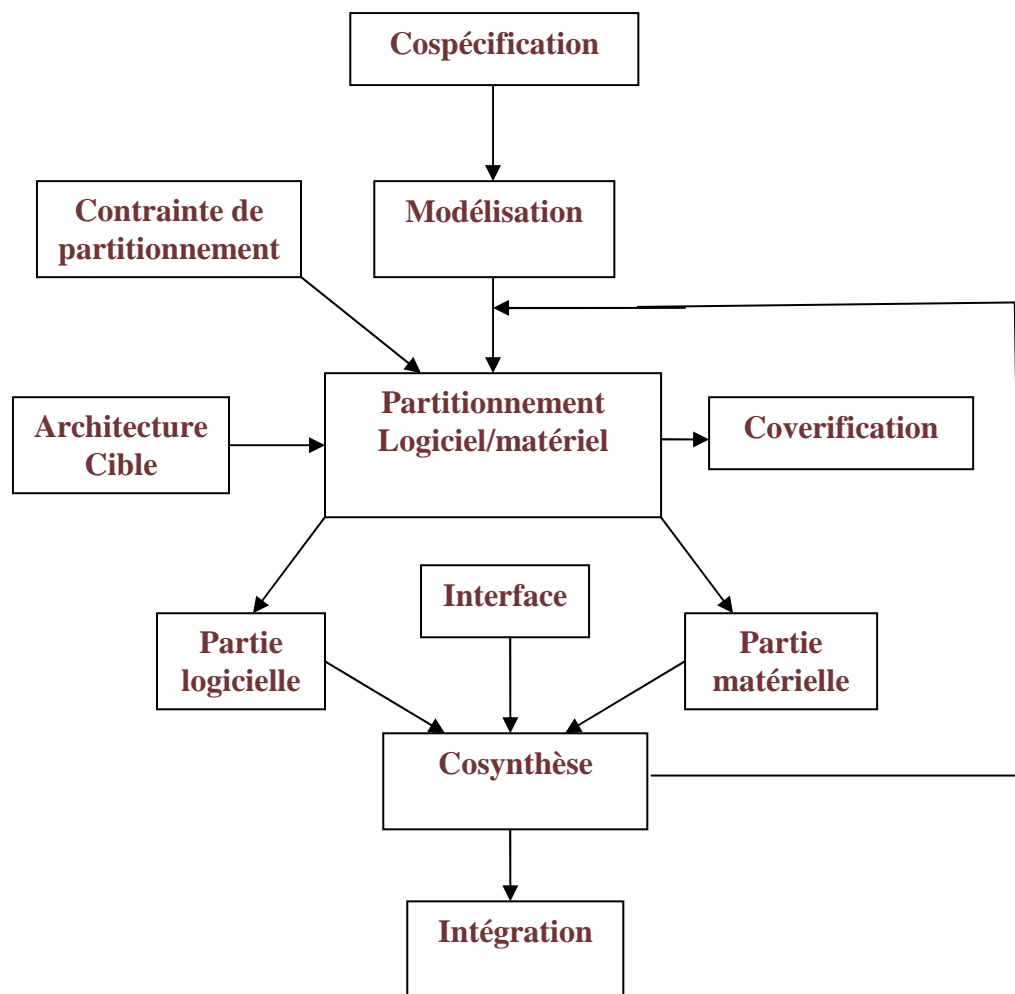 Cospécification
Modélisation
Contrainte de
partitionnement
Partitionnement
Logiciel/matériel
Architecture
Cible
Coverification
Interface
Partie
logicielle
Partie
matérielle
Cosynthèse
Intégration